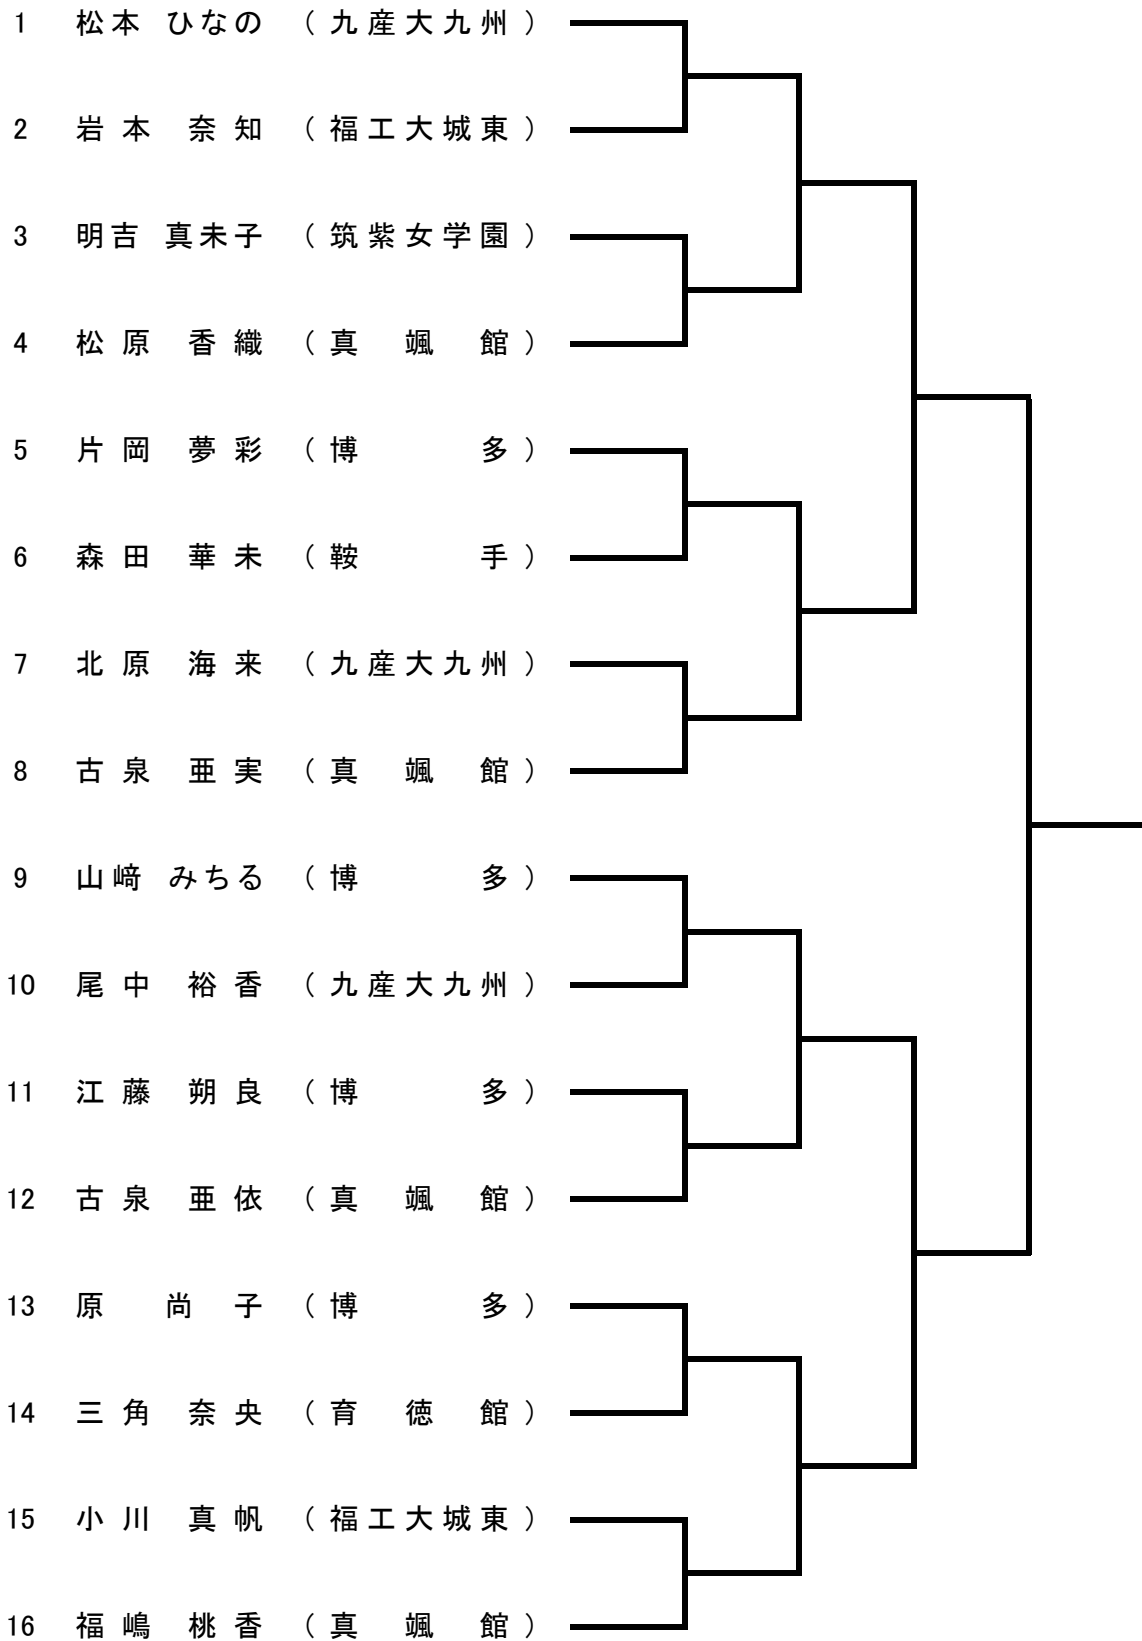 1 松本 ひなの （九産大九州）
2 岩本 奈知 （福工大城東）
3 明吉 真未子 （筑紫女学園）
4 松原 香織 （真颯館）
5 片岡 夢彩 （博多）
6 森田 華未 （鞍手）
7 北原 海来 （九産大九州）
8 古泉 亜実 （真颯館）
9 山﨑 みちる （博多）
10 尾中 裕香 （九産大九州）
11 江藤 朔良 （博多）
12 古泉 亜依 （真颯館）
13 原 尚子 （博多）
14 三角 奈央 （育徳館）
15 小川 真帆 （福工大城東）
16 福嶋 桃香 （真颯館）